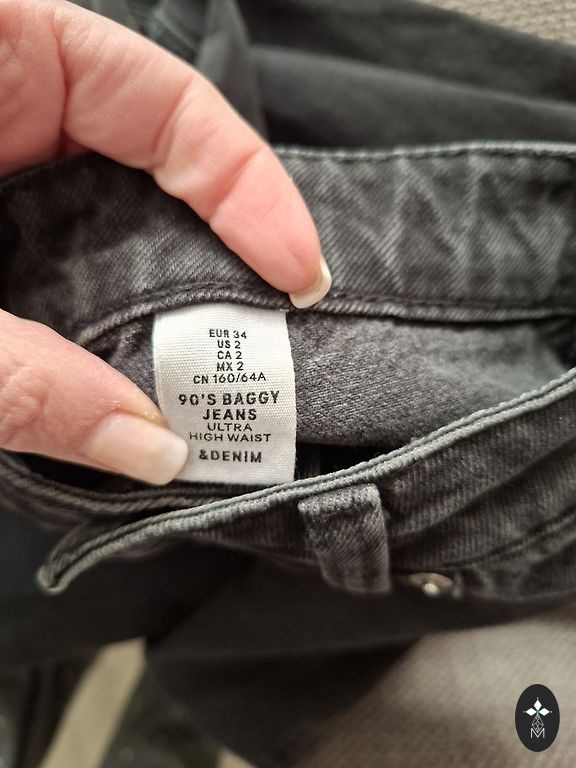 EUR 34
US 2
CA 2
MX 2
CN 160/64A
90'S BAGGY
JEANS
ULTRA
HIGH WAIST
&DENIM
M